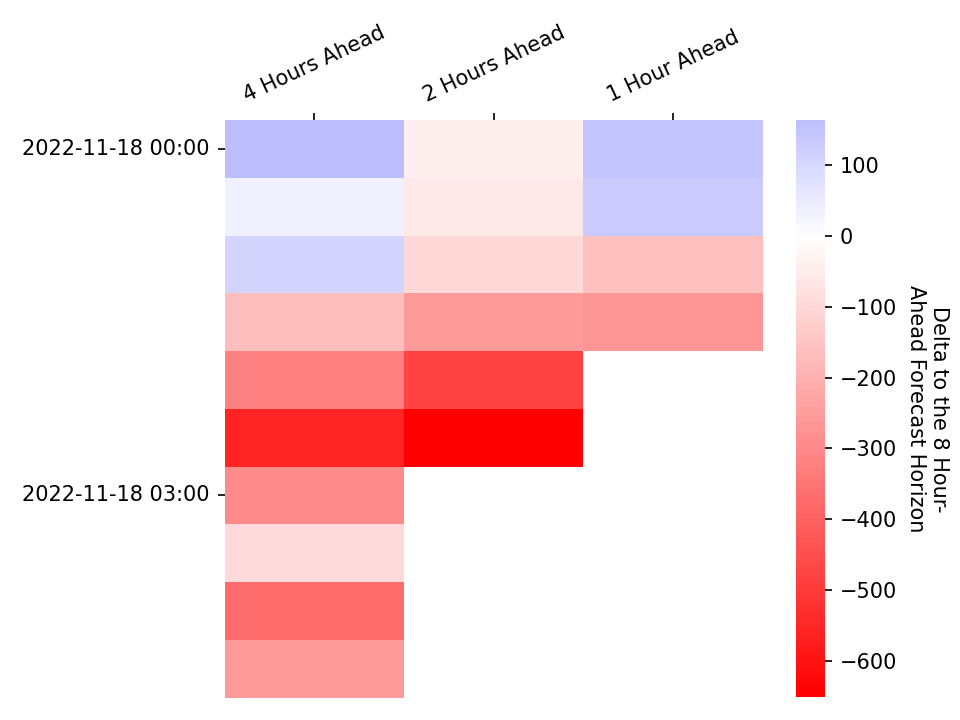 4 Hours Ahead
2 Hours Ahead
1 Hour Ahead
2022-11-18 00:00
2022-11-18 03:00
100
0
−100
−200
−300
−400
−500
−600
Delta to the 8 Hour-
Ahead Forecast Horizon